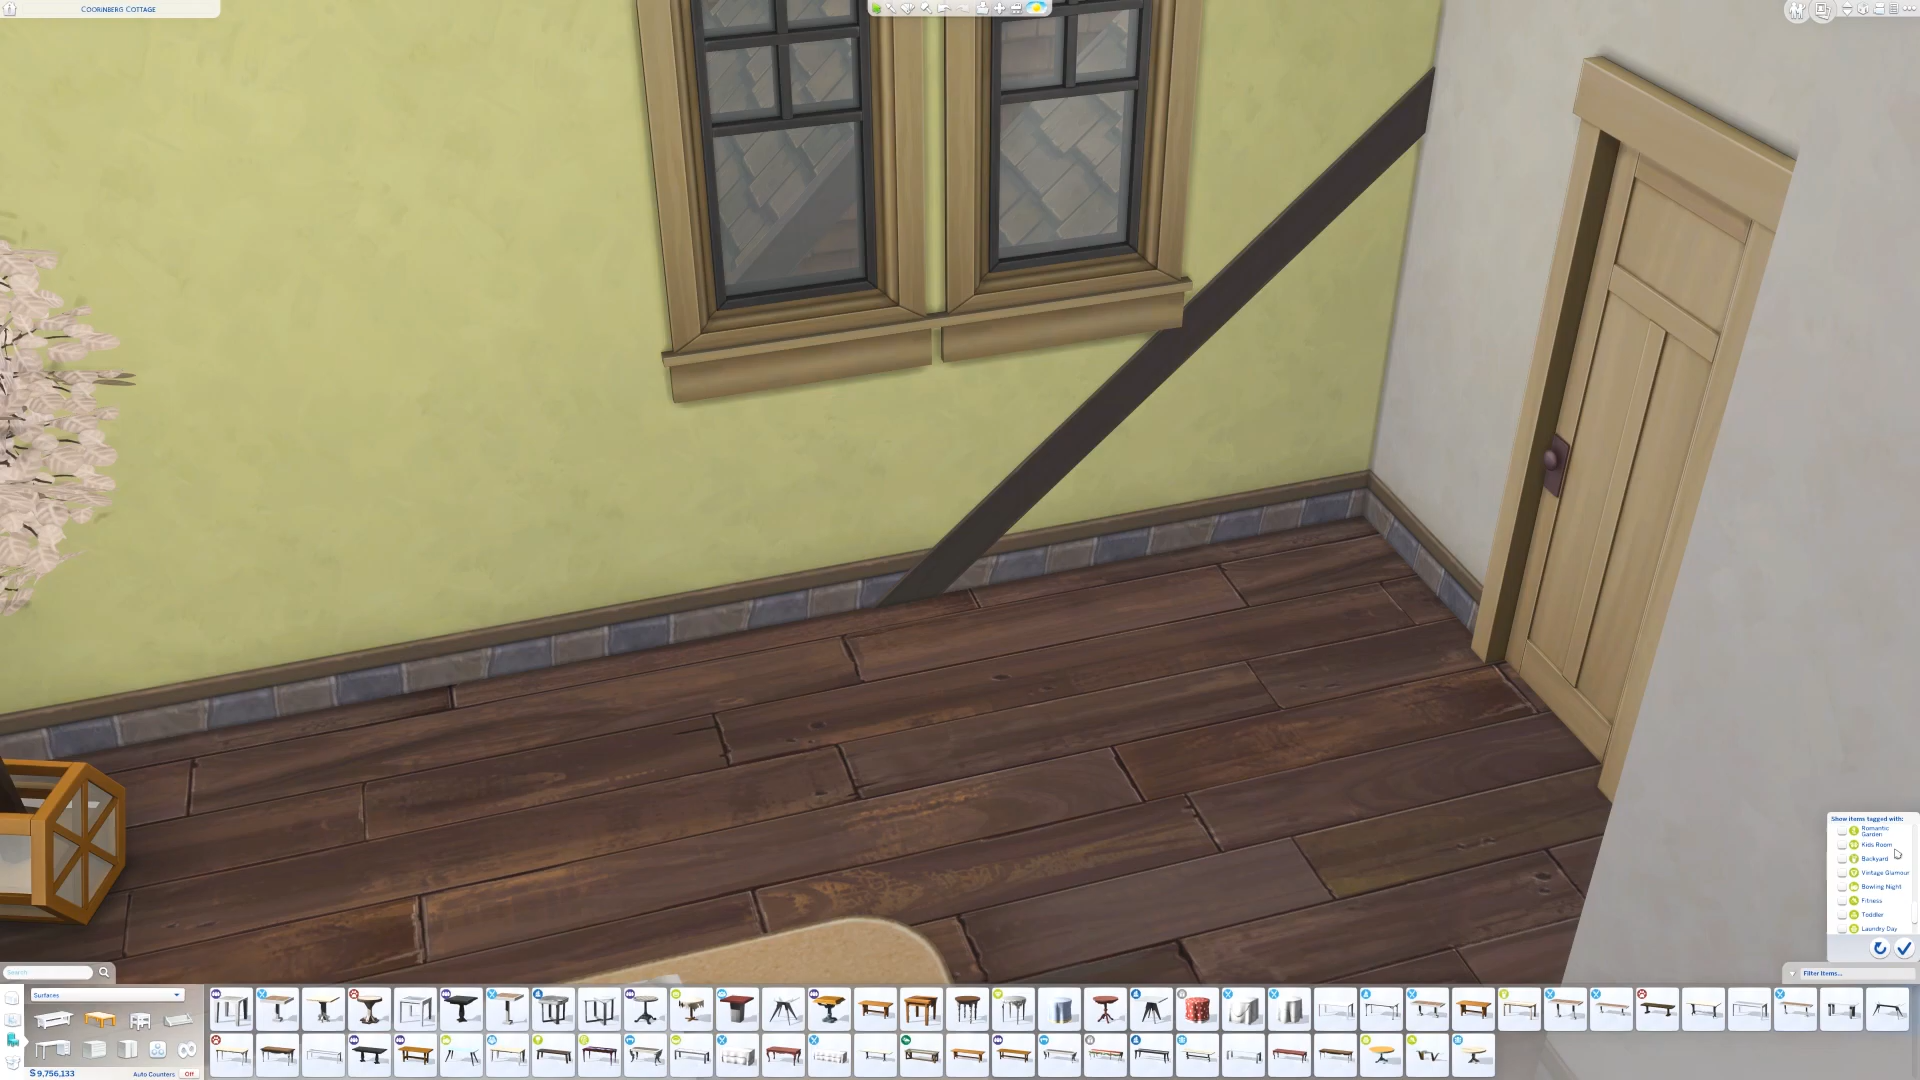 Coorinberg Cottage
Show items tagged with:
Romantic
Garden
Kids Room
Backyard
Vintage Glamour
Bowling Night
Fitness
Toddler
Laundry Day
Filter Items...
Search
Surfaces
$9,756,133
Auto Counters Off